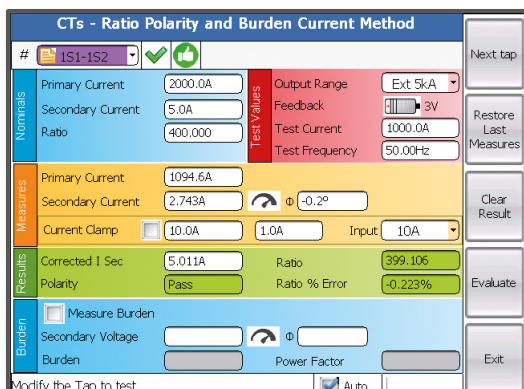 CTs - Ratio Polarity and Burden Current Method
# 1S1-1S2
Next tap
Nominals
Primary Current 2000.0A
Secondary Current 5.0A
Ratio 400.000
Test Values
Output Range Ext 5kA
Feedback 3V
Test Current 1000.0A
Test Frequency 50.00Hz
Restore
Last
Measures
Measures
Primary Current 1094.6A
Secondary Current 2.743A Φ -0.2º
Current Clamp 10.0A 1.0A Input 10A
Clear
Result
Results
Corrected I Sec 5.011A Ratio 399.106
Polarity Pass Ratio % Error -0.223%
Evaluate
Burden
Measure Burden
Secondary Voltage Φ
Burden Power Factor
Exit
Modify the Tap to test Auto